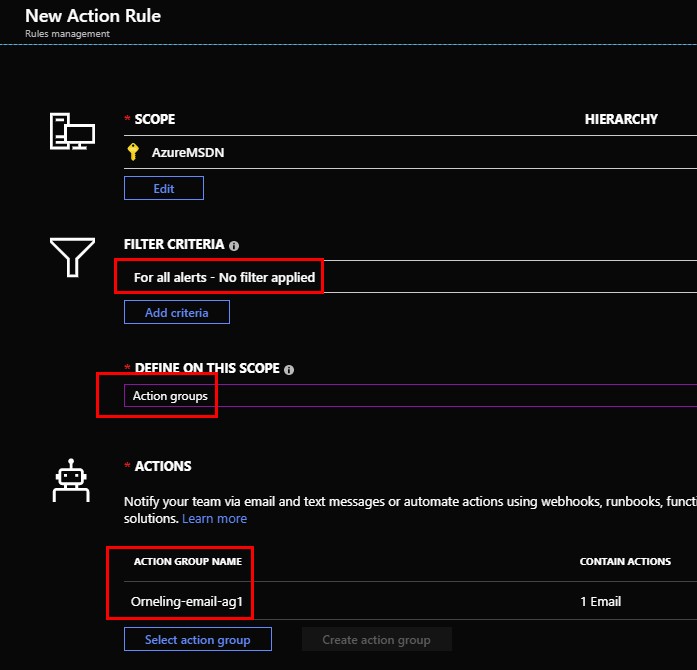 New Action Rule
Rules management
* SCOPE HIERARCHY
AzureMSDN
Edit
FILTER CRITERIA
For all alerts - No filter applied
Add criteria
* DEFINE ON THIS SCOPE
Action groups
* ACTIONS
Notify your team via email and text messages or automate actions using webhooks, runbooks, functi
solutions. Learn more
ACTION GROUP NAME CONTAIN ACTIONS
Orneling-email-ag1 1 Email
Select action group Create action group